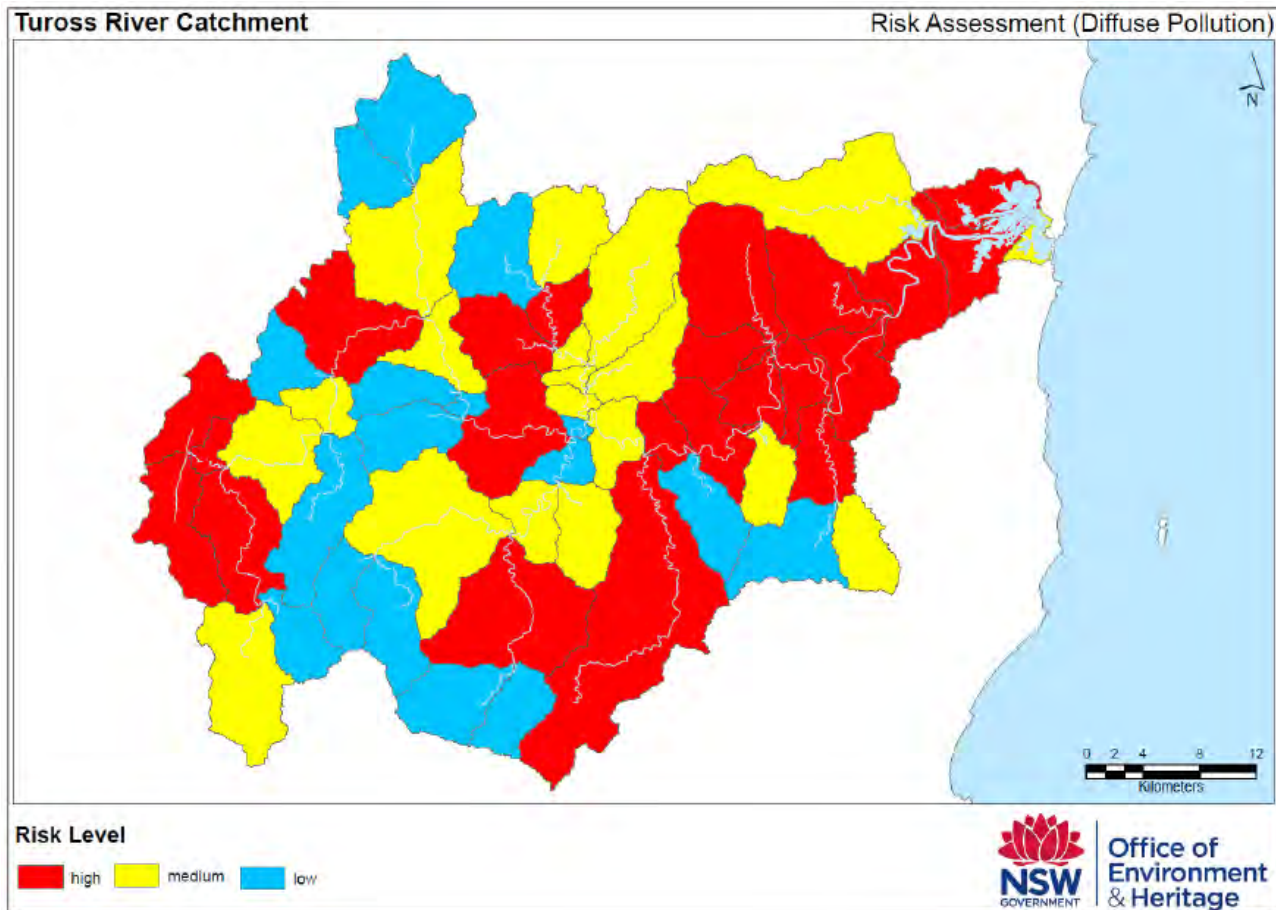 Tuross River Catchment
Risk Assessment (Diffuse Pollution)
N
0 2 4 8 12
Kilometers
Risk Level
high medium low
NSW
GOVERNMENT
Office of
Environment
& Heritage